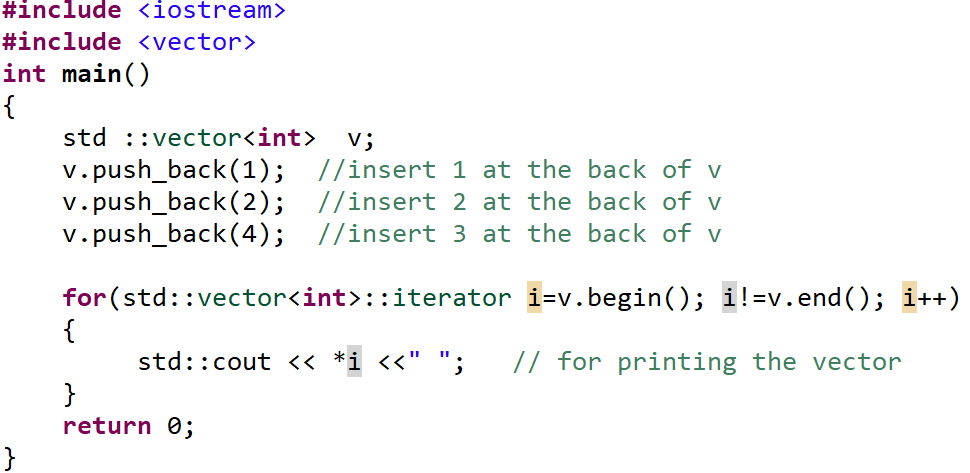 #include <iostream>
#include <vector>
int main()
{
    std ::vector<int>  v;
    v.push_back(1);  //insert 1 at the back of v
    v.push_back(2);  //insert 2 at the back of v
    v.push_back(4);  //insert 3 at the back of v

    for(std::vector<int>::iterator i=v.begin(); i!=v.end(); i++)
    {
         std::cout << *i <<" ";   // for printing the vector
    }
    return 0;
}